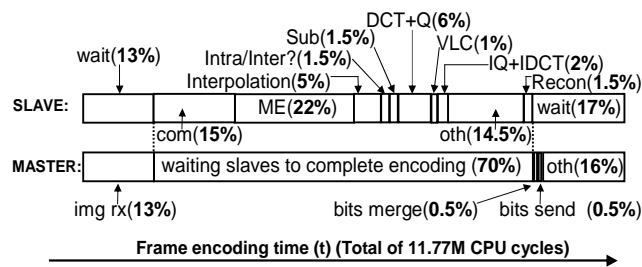 DCT+Q(6%)
Sub(1.5%)
VLC(1%)
wait(13%)
Intra/Inter?(1.5%)
IQ+IDCT(2%)
Interpolation(5%)
Recon(1.5%)
SLAVE:
ME(22%)
wait(17%)
com(15%)
oth(14.5%)
MASTER:
waiting slaves to complete encoding (70%)
oth(16%)
img rx(13%)
bits merge(0.5%)
bits send (0.5%)
Frame encoding time (t) (Total of 11.77M CPU cycles)